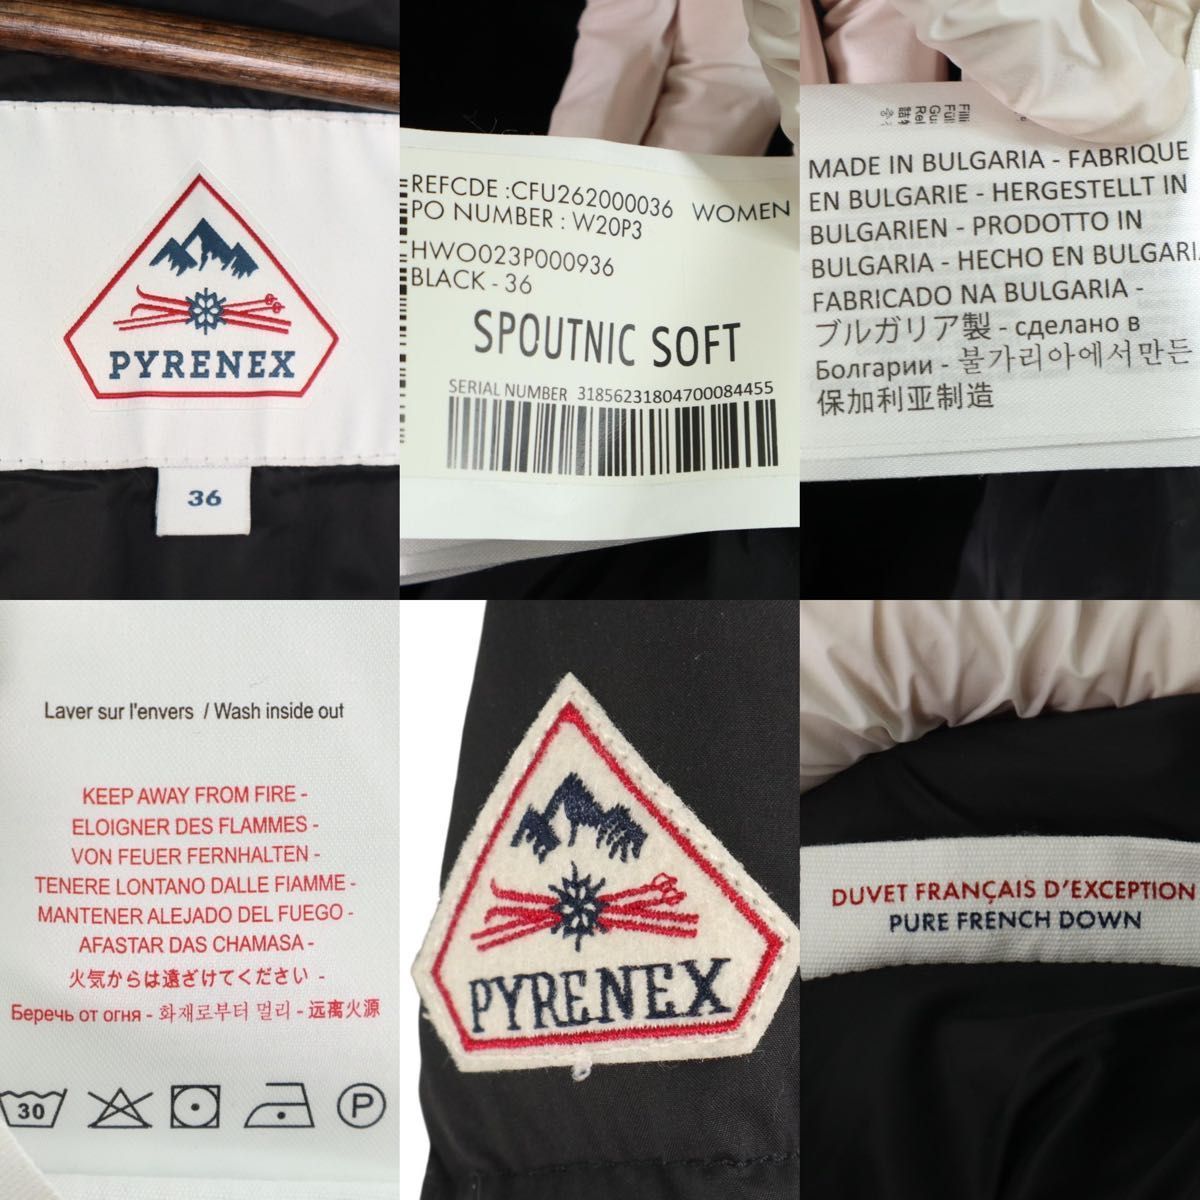 PYRENEX
36
REFCDE :CFU262000036 WOMEN
PO NUMBER : W20P3
HWO023P000936
BLACK - 36
SPOUTNIC SOFT
SERIAL NUMBER 31856231804700084455
MADE IN BULGARIA - FABRIQUE
EN BULGARIE - HERGESTELLT IN
BULGARIEN - PRODOTTO IN
BULGARIA - HECHO EN BULGARIA
FABRICADO NA BULGARIA -
ブルガリア製 - сделано в
Болгарии - 불가리아에서만든
保加利亚制造
Laver sur l'envers / Wash inside out
KEEP AWAY FROM FIRE -
ELOIGNER DES FLAMMES -
VON FEUER FERNHALTEN -
TENERE LONTANO DALLE FIAMME -
MANTENER ALEJADO DEL FUEGO -
AFASTAR DAS CHAMASA -
火気からは遠ざけてください -
Беречь от огня - 화재로부터 멀리 - 远离火源
30 P
PYRENEX
DUVET FRANÇAIS D'EXCEPTION
PURE FRENCH DOWN